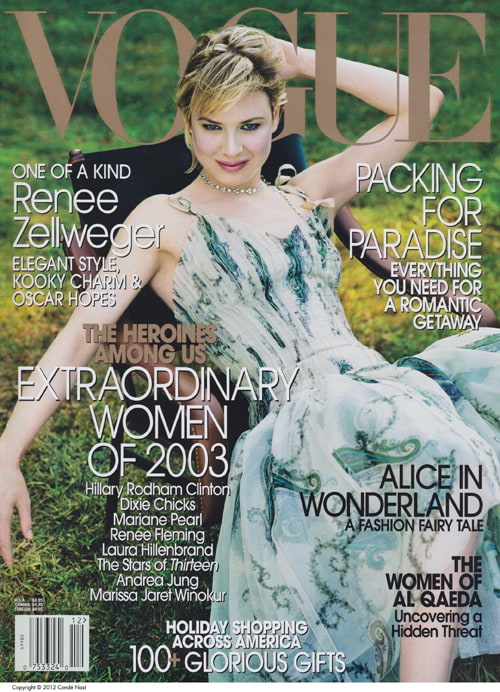 VOGUE
ONE OF A KIND
Renee
Zellweger
ELEGANT STYLE,
KOOKY CHARM &
OSCAR HOPES
PACKING
FOR
PARADISE
EVERYTHING
YOU NEED FOR
A ROMANTIC
GETAWAY
THE HEROINES
AMONG US
EXTRAORDINARY
WOMEN
OF 2003
Hillary Rodham Clinton
Dixie Chicks
Mariane Pearl
Renée Fleming
Laura Hillenbrand
The Stars of Thirteen
Andrea Jung
Marissa Jaret Winokur
ALICE IN
WONDERLAND
A FASHION FAIRY TALE
THE
WOMEN OF
AL QAEDA
Uncovering a
Hidden Threat
HOLIDAY SHOPPING
ACROSS AMERICA
100+ GLORIOUS GIFTS
12>
Copyright © 2012 Condé Nast